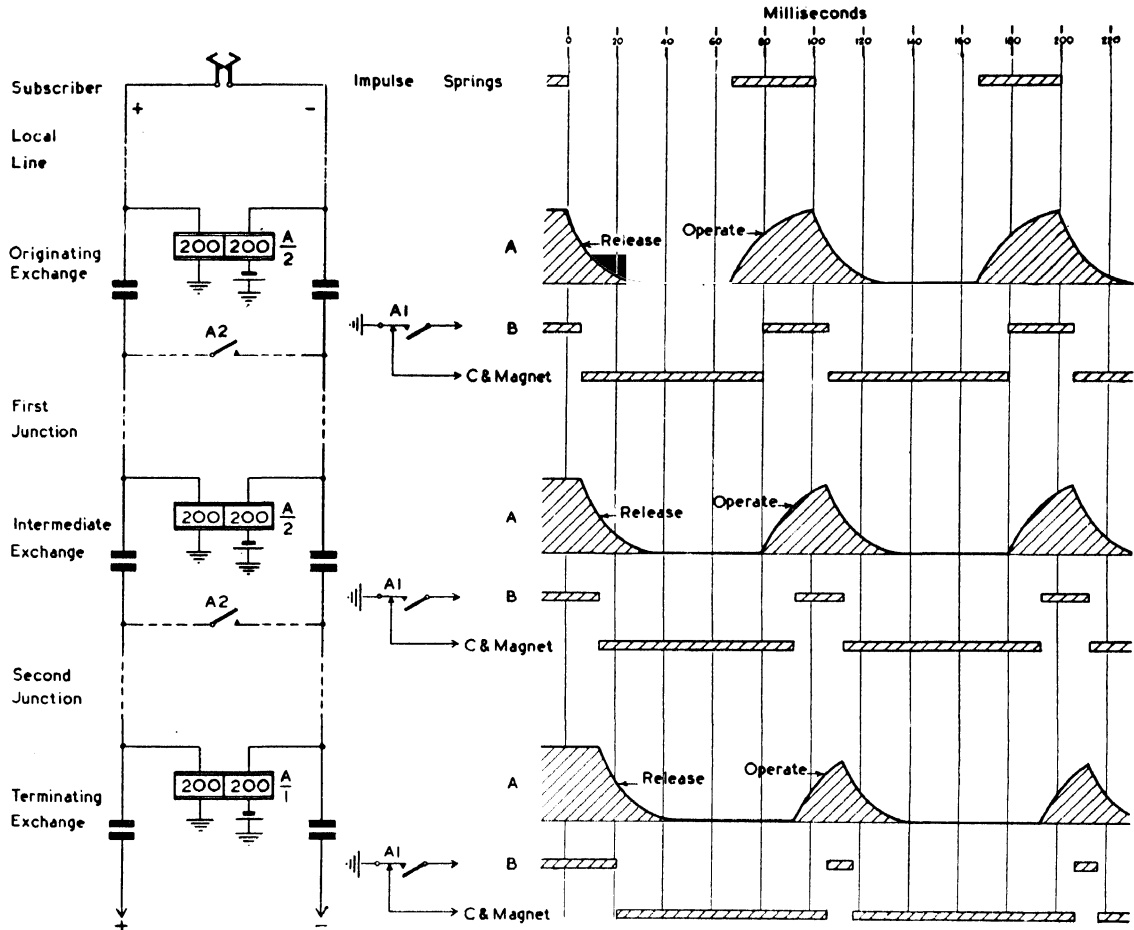 Milliseconds
0 20 40 60 80 100 120 140 160 180 200 220
Subscriber
+ −
Impulse Springs
Local
Line
Originating
Exchange
200 200 A/2
A Release Operate
A1 B
A2
C & Magnet
First
Junction
Intermediate
Exchange
200 200 A/2
A Release Operate
A1 B
A2
C & Magnet
Second
Junction
Terminating
Exchange
200 200 A/1
A Release Operate
A1 B
C & Magnet
+ −